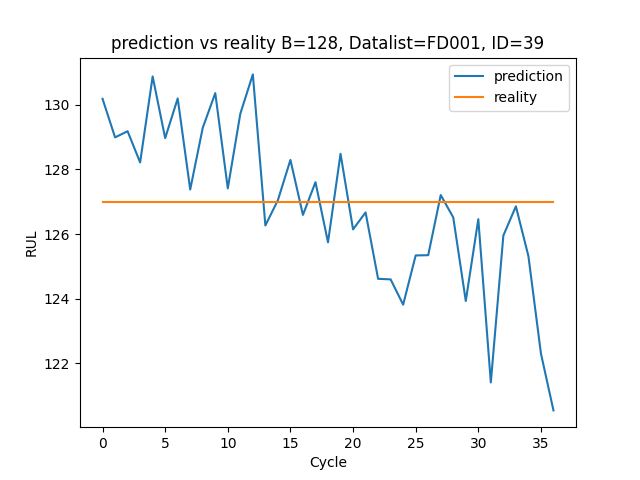 prediction vs reality B=128, Datalist=FD001, ID=39
prediction
reality
130
128
126
124
122
RUL
0 5 10 15 20 25 30 35
Cycle